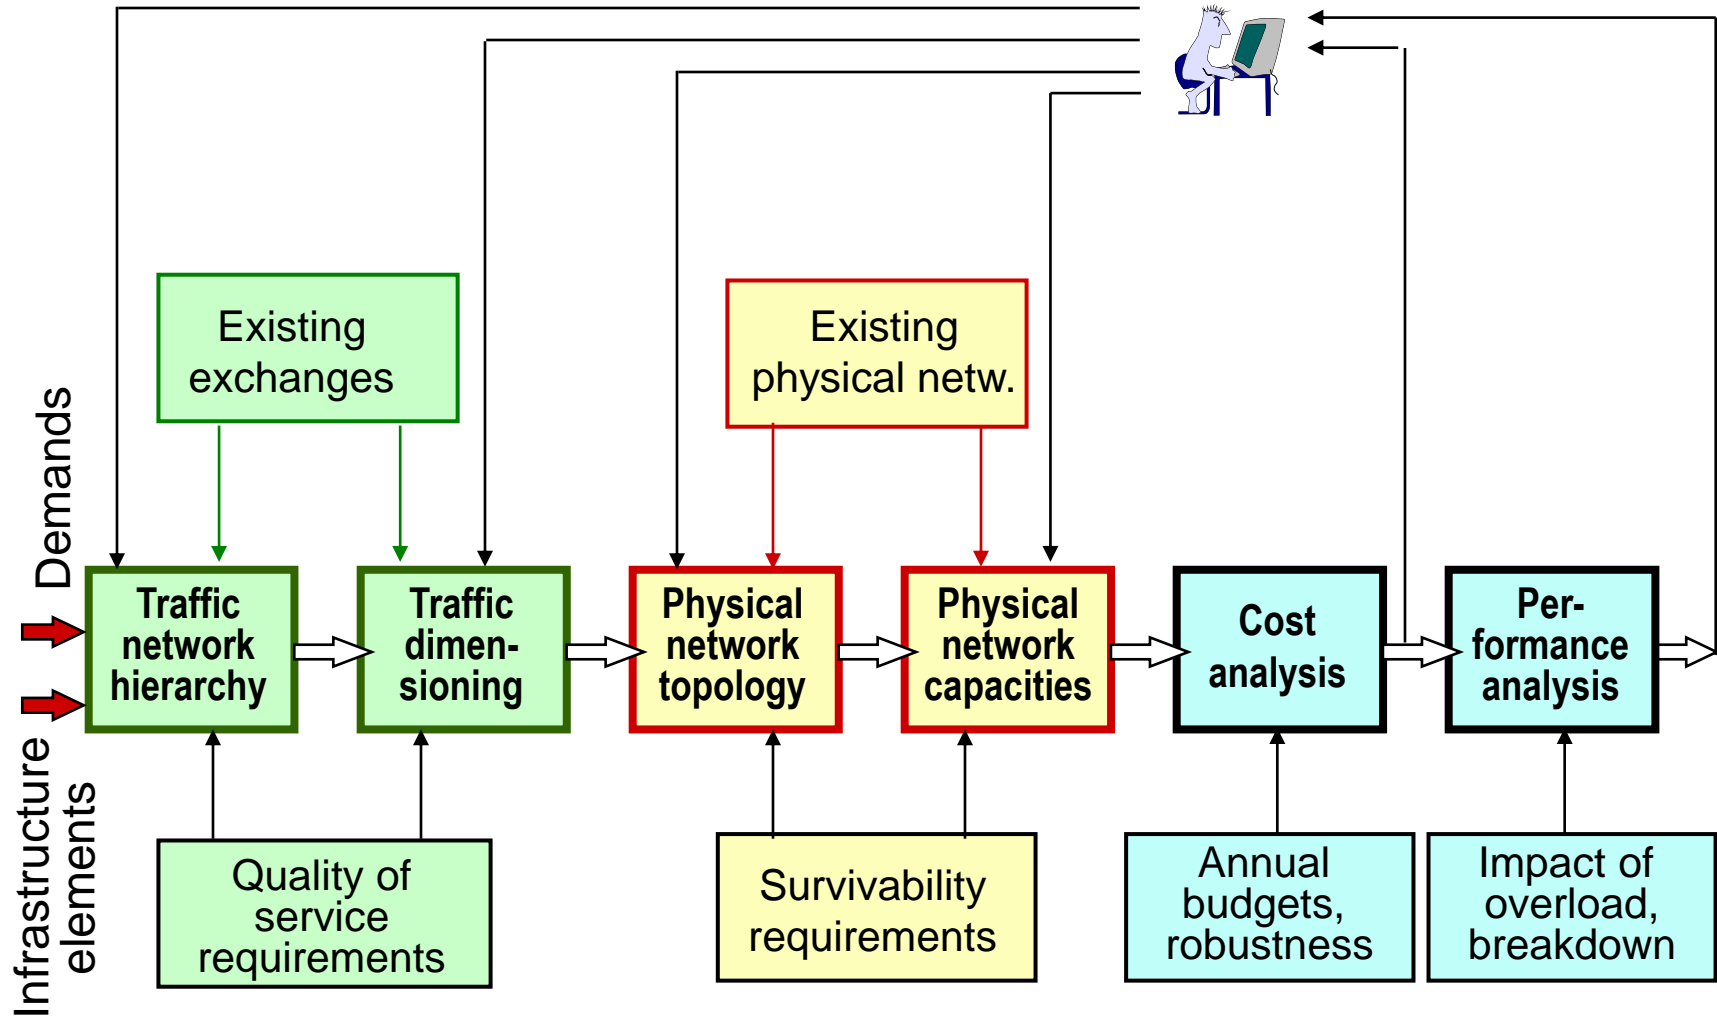 Existing
exchanges
Existing
physical netw.
Demands
Infrastructure
elements
Traffic
network
hierarchy
Traffic
dimen-
sioning
Physical
network
topology
Physical
network
capacities
Cost
analysis
Per-
formance
analysis
Quality of
service
requirements
Survivability
requirements
Annual
budgets,
robustness
Impact of
overload,
breakdown